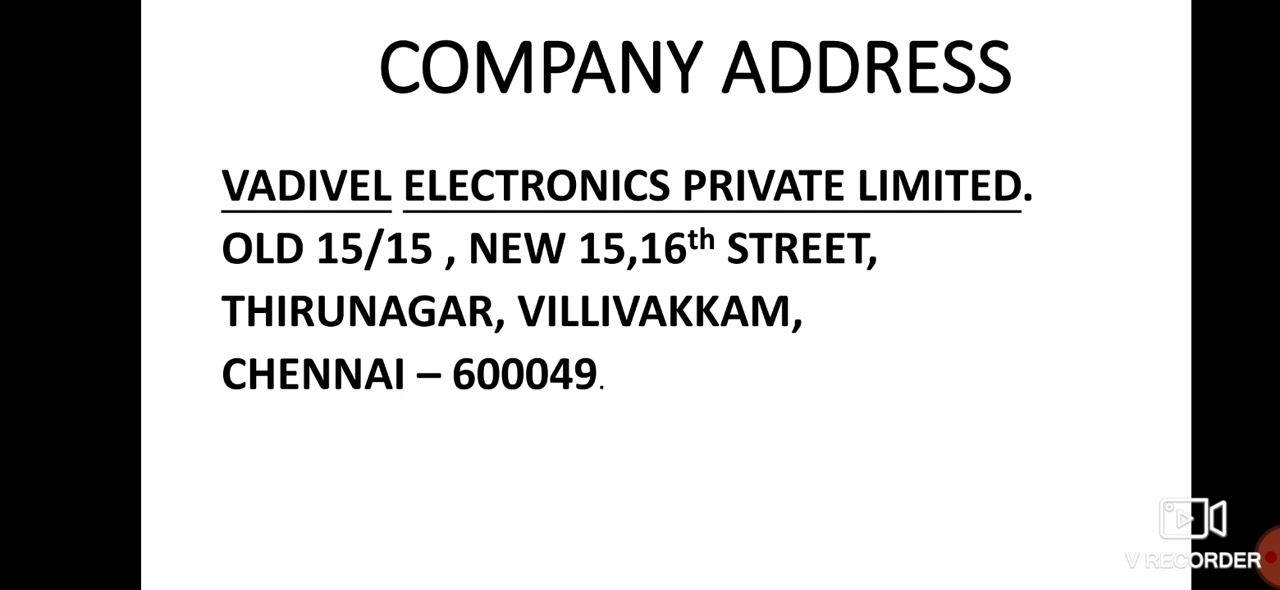 COMPANY ADDRESS
VADIVEL ELECTRONICS PRIVATE LIMITED.
OLD 15/15 , NEW 15,16th STREET,
THIRUNAGAR, VILLIVAKKAM,
CHENNAI – 600049.
V RECORDER